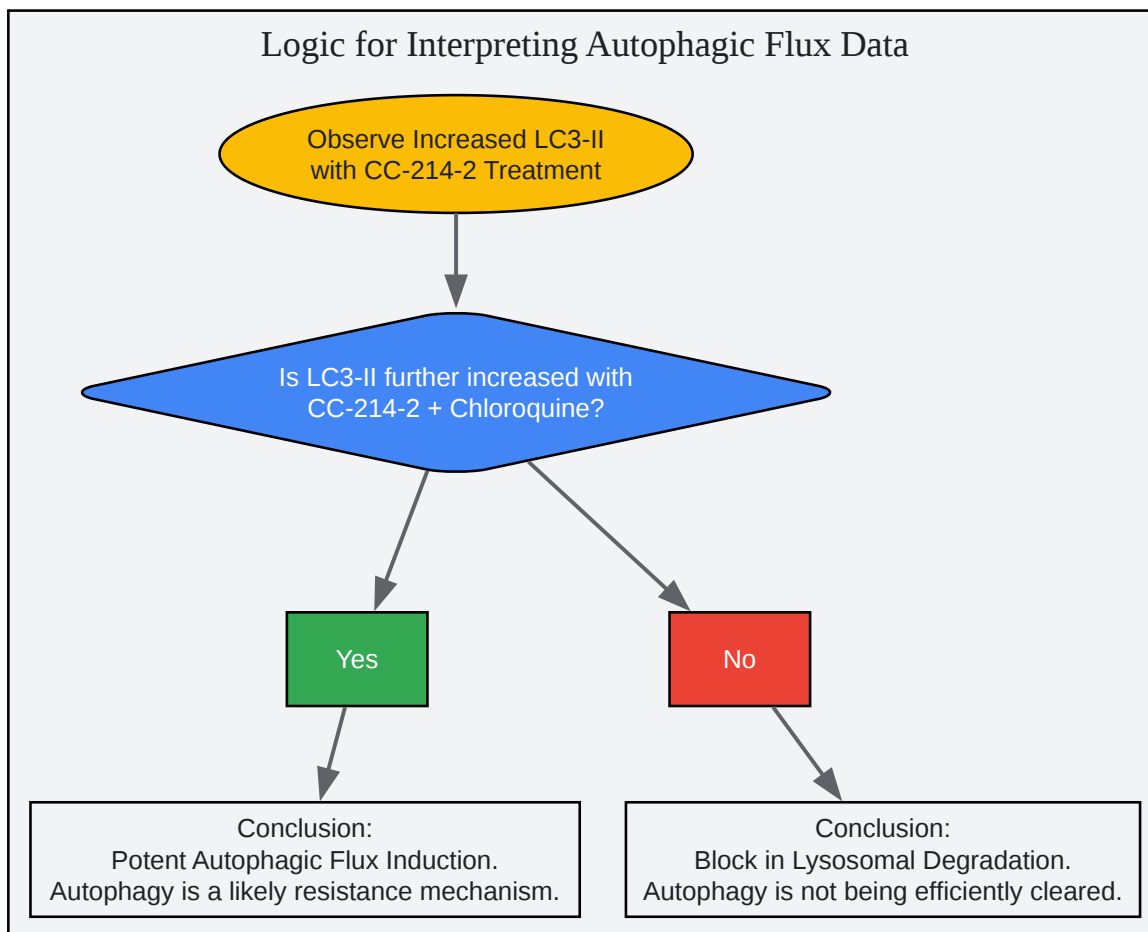 Logic for Interpreting Autophagic Flux Data
Observe Increased LC3-II
with CC-214-2 Treatment
Is LC3-II further increased with
CC-214-2 + Chloroquine?
Yes
No
Conclusion:
Potent Autophagic Flux Induction.
Autophagy is a likely resistance mechanism.
Conclusion:
Block in Lysosomal Degradation.
Autophagy is not being efficiently cleared.